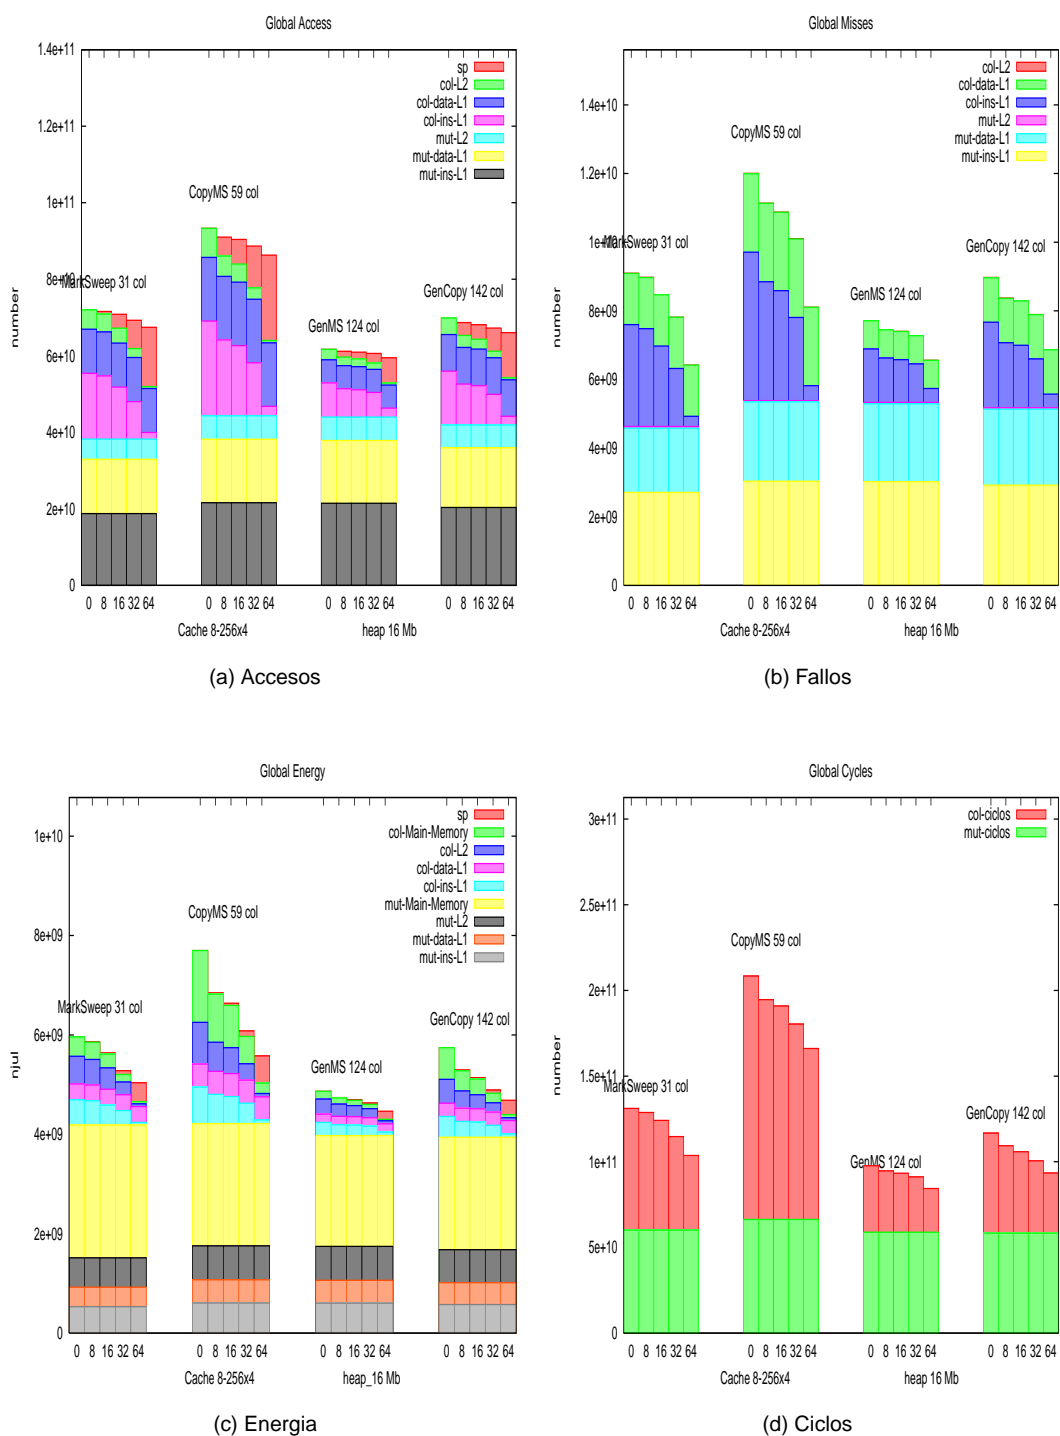 Global Access
1.4e+11
1.2e+11
1e+11
8e+10
6e+10
4e+10
2e+10
0
number
sp
col-L2
col-data-L1
col-ins-L1
mut-L2
mut-data-L1
mut-ins-L1
MarkSweep 31 col
CopyMS 59 col
GenMS 124 col
GenCopy 142 col
0 8 16 32 64 0 8 16 32 64 0 8 16 32 64 0 8 16 32 64
Cache 8-256x4 heap 16 Mb
(a) Accesos
Global Misses
1.4e+10
1.2e+10
1e+10
8e+09
6e+09
4e+09
2e+09
0
number
col-L2
col-data-L1
col-ins-L1
mut-L2
mut-data-L1
mut-ins-L1
MarkSweep 31 col
CopyMS 59 col
GenMS 124 col
GenCopy 142 col
0 8 16 32 64 0 8 16 32 64 0 8 16 32 64 0 8 16 32 64
Cache 8-256x4 heap 16 Mb
(b) Fallos
Global Energy
1e+10
8e+09
6e+09
4e+09
2e+09
0
njul
sp
col-Main-Memory
col-L2
col-data-L1
col-ins-L1
mut-Main-Memory
mut-L2
mut-data-L1
mut-ins-L1
MarkSweep 31 col
CopyMS 59 col
GenMS 124 col
GenCopy 142 col
0 8 16 32 64 0 8 16 32 64 0 8 16 32 64 0 8 16 32 64
Cache 8-256x4 heap_16 Mb
(c) Energia
Global Cycles
3e+11
2.5e+11
2e+11
1.5e+11
1e+11
5e+10
0
number
col-ciclos
mut-ciclos
MarkSweep 31 col
CopyMS 59 col
GenMS 124 col
GenCopy 142 col
0 8 16 32 64 0 8 16 32 64 0 8 16 32 64 0 8 16 32 64
Cache 8-256x4 heap 16 Mb
(d) Ciclos